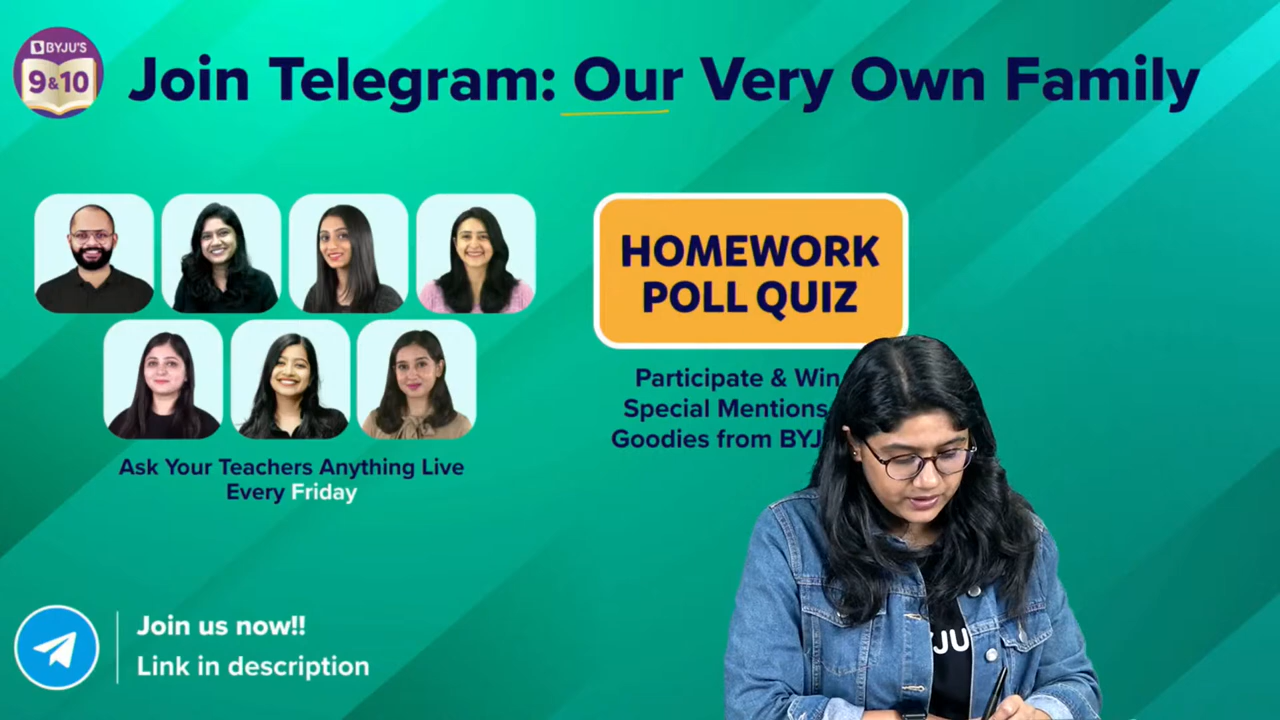 BYJU'S
9&10
Join Telegram: Our Very Own Family
HOMEWORK
POLL QUIZ
Participate & Win
Special Mentions
Goodies from
Ask Your Teachers Anything Live
Every Friday
Join us now!!
Link in description